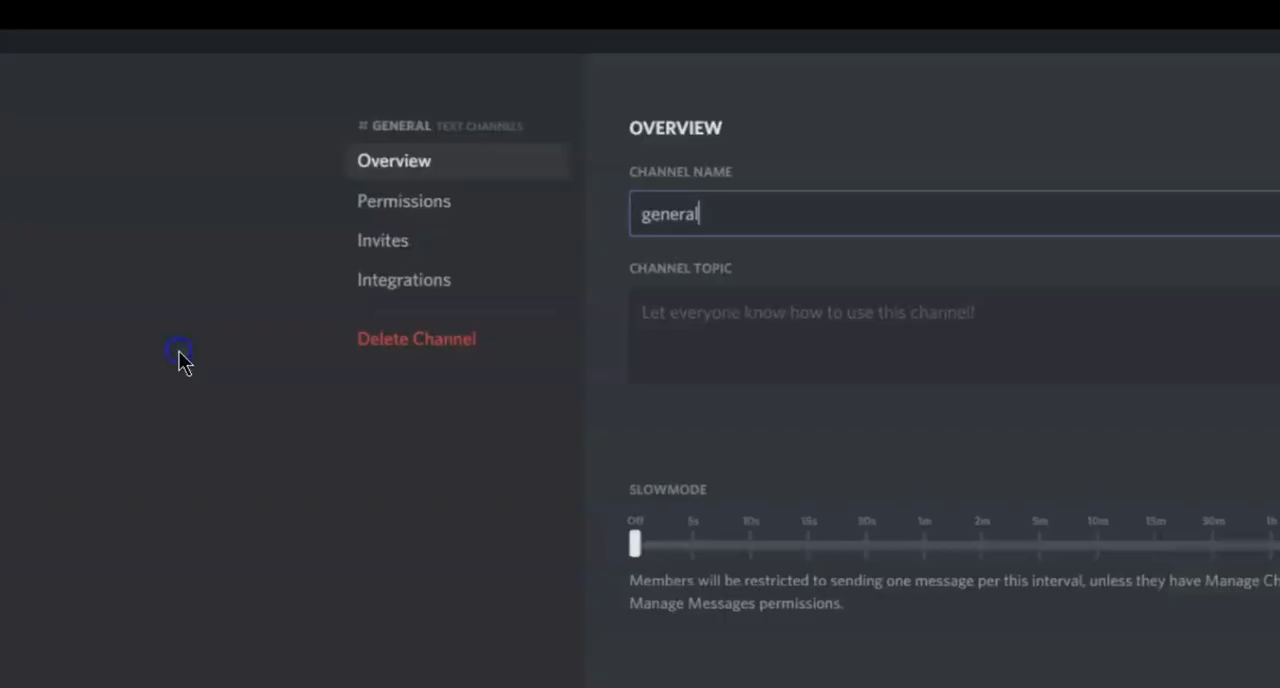 # GENERAL TEXT CHANNELS
Overview
Permissions
Invites
Integrations
Delete Channel
OVERVIEW
CHANNEL NAME
general
CHANNEL TOPIC
Let everyone know how to use this channel!
SLOWMODE
Off 5s 10s 15s 30s 1m 2m 5m 10m 15m 30m 1h
Members will be restricted to sending one message per this interval, unless they have Manage Ch
Manage Messages permissions.